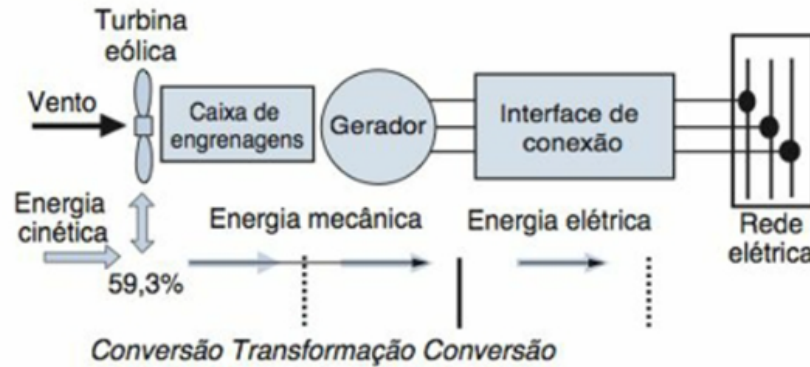 Turbina
eólica
Vento
Caixa de
engrenagens
Gerador
Interface de
conexão
Energia
cinética
Energia mecânica
Energia elétrica
Rede
elétrica
59,3%
Conversão Transformação Conversão